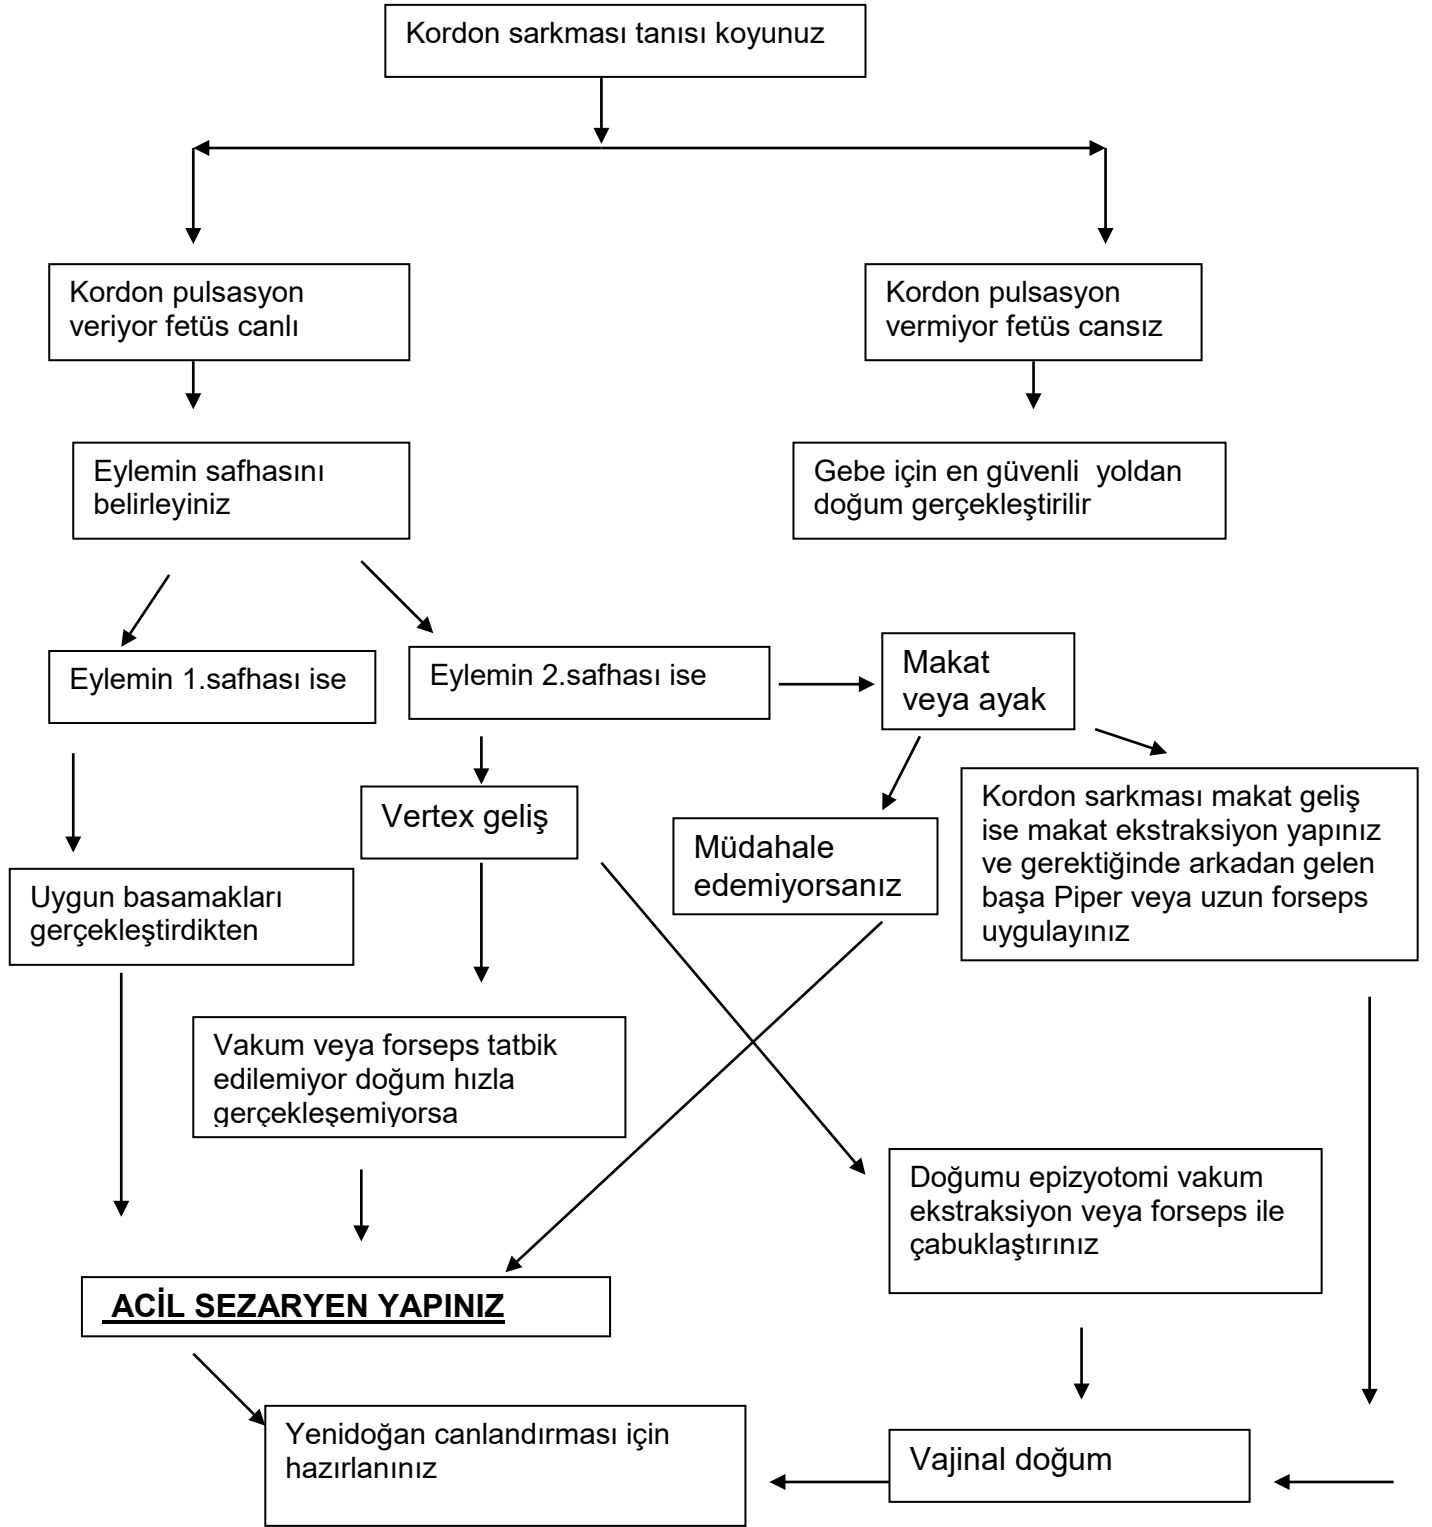 Kordon sarkması tanısı koyunuz
Kordon pulsasyon
veriyor fetüs canlı
Kordon pulsasyon
vermiyor fetüs cansız
Eylemin safhasını
belirleyiniz
Gebe için en güvenli  yoldan
doğum gerçekleştirilir
Eylemin 1.safhası ise
Eylemin 2.safhası ise
Makat
veya ayak
Vertex geliş
Müdahale
edemiyorsanız
Kordon sarkması makat geliş
ise makat ekstraksiyon yapınız
ve gerektiğinde arkadan gelen
başa Piper veya uzun forseps
uygulayınız
Uygun basamakları
gerçekleştirdikten
Vakum veya forseps tatbik
edilemiyor doğum hızla
gerçekleşemiyorsa
Doğumu epizyotomi vakum
ekstraksiyon veya forseps ile
çabuklaştırınız
ACİL SEZARYEN YAPINIZ
Yenidoğan canlandırması için
hazırlanınız
Vajinal doğum